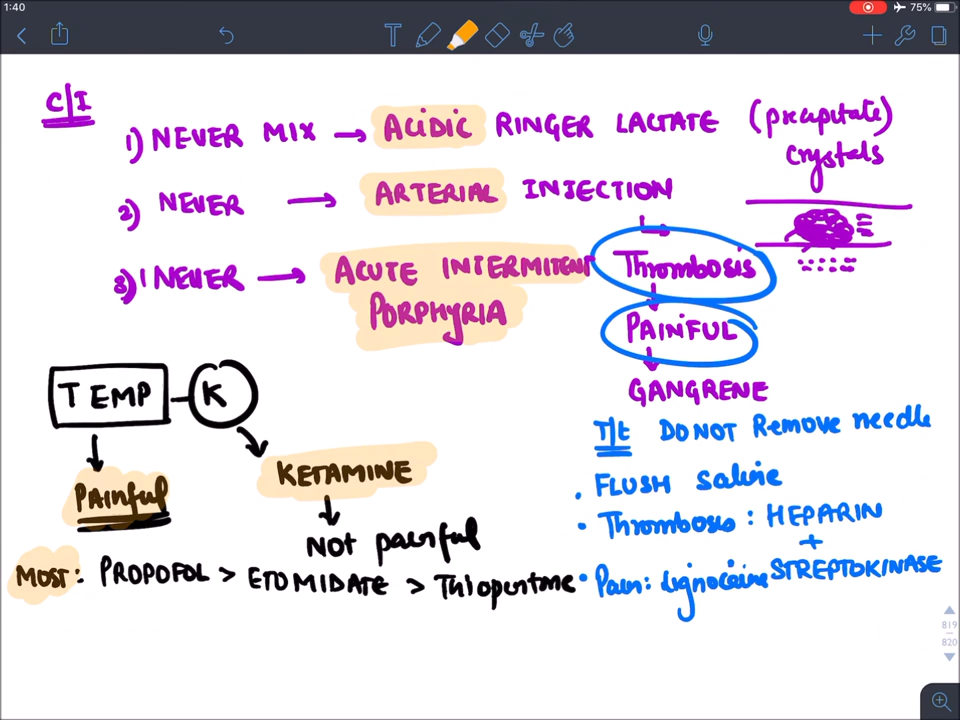 1:40
75%
T
C/I
1) NEVER MIX → ACIDIC RINGER LACTATE (precipitate)
crystals
2) NEVER → ARTERIAL INJECTION
3) NEVER → ACUTE INTERMITENT
PORPHYRIA
Thrombosis
PAINFUL
GANGRENE
TEMP - K
PAinful
KETAMINE
NOT painful
MOST: PROPOFOL > ETOMIDATE > Thiopentone
T/t DO NOT Remove needle
. FLUSH Saline
• Thrombosis: HEPARIN
+
STREPTOKINASE
• Pain: Lignocaine
819
820